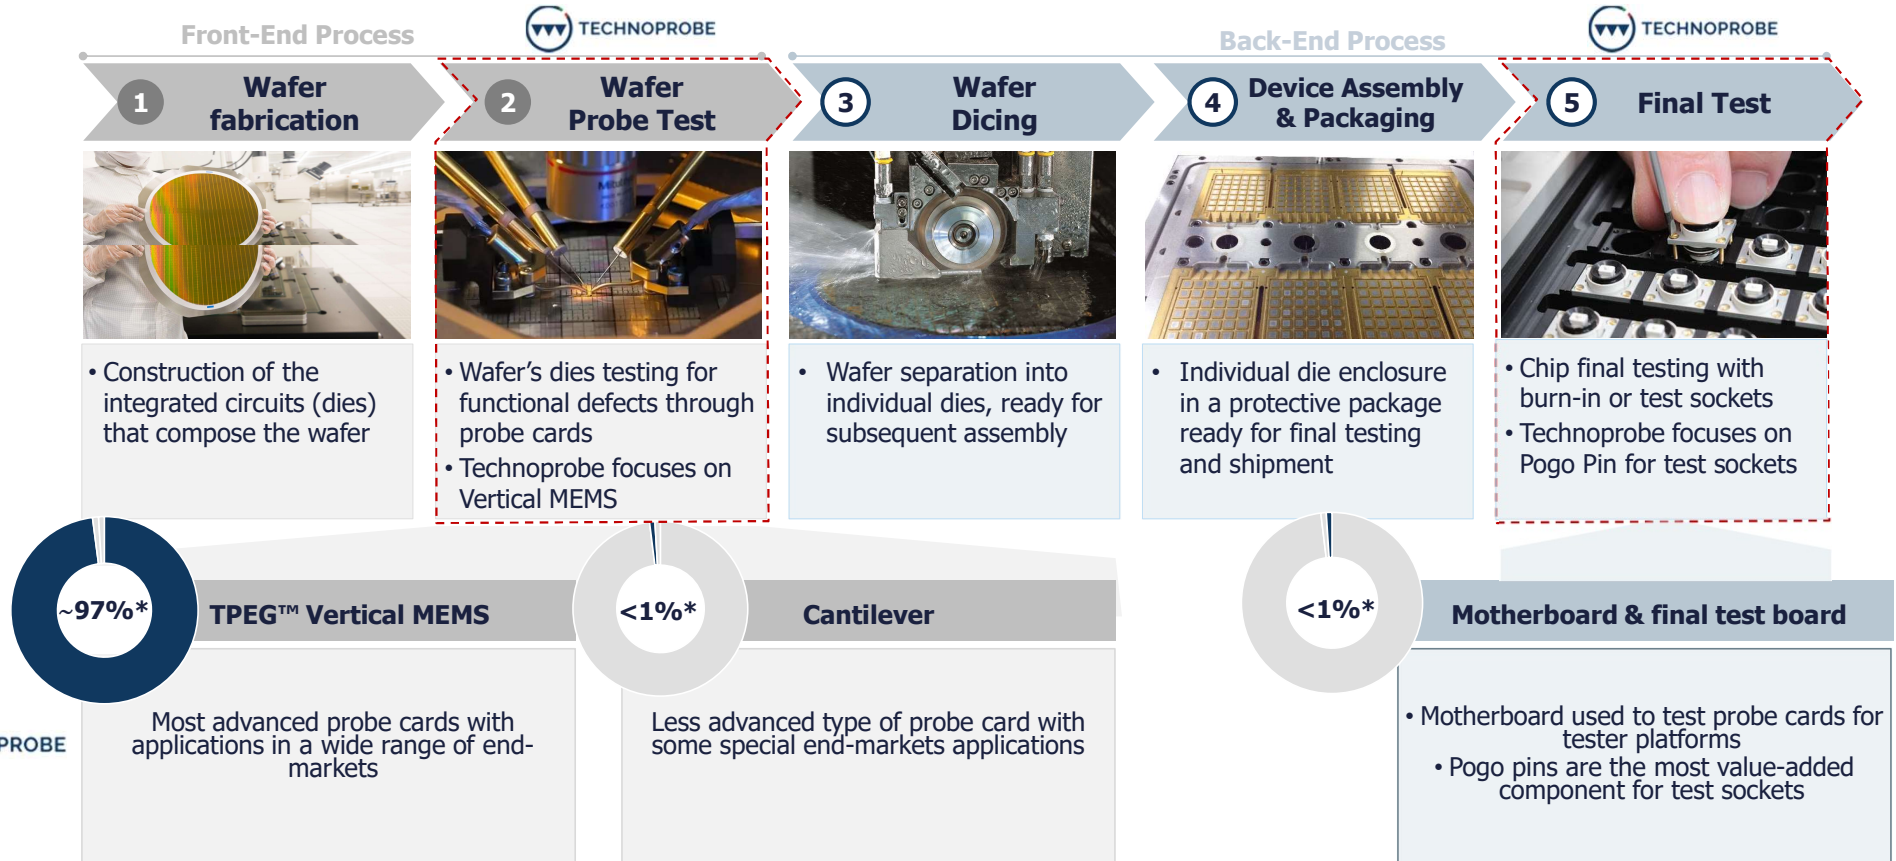 Front-End Process
TECHNOPROBE
Back-End Process
TECHNOPROBE
1
Wafer
fabrication
2
Wafer
Probe Test
3
Wafer
Dicing
4
Device Assembly
& Packaging
5
Final Test
• Construction of the
integrated circuits (dies)
that compose the wafer
• Wafer's dies testing for
functional defects through
probe cards
• Technoprobe focuses on
Vertical MEMS
• Wafer separation into
individual dies, ready for
subsequent assembly
• Individual die enclosure
in a protective package
ready for final testing
and shipment
• Chip final testing with
burn-in or test sockets
• Technoprobe focuses on
Pogo Pin for test sockets
~97%*
TPEG™ Vertical MEMS
Most advanced probe cards with
applications in a wide range of end-
markets
<1%*
Cantilever
Less advanced type of probe card with
some special end-markets applications
<1%*
Motherboard & final test board
• Motherboard used to test probe cards for
tester platforms
• Pogo pins are the most value-added
component for test sockets
PROBE